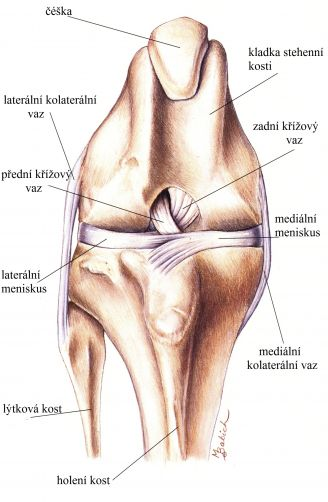 čéška
kladka stehenní
kosti
laterální kolaterální
vaz
zadní křížový
vaz
přední křížový
vaz
mediální
meniskus
laterální
meniskus
mediální
kolaterální vaz
lýtková kost
holení kost